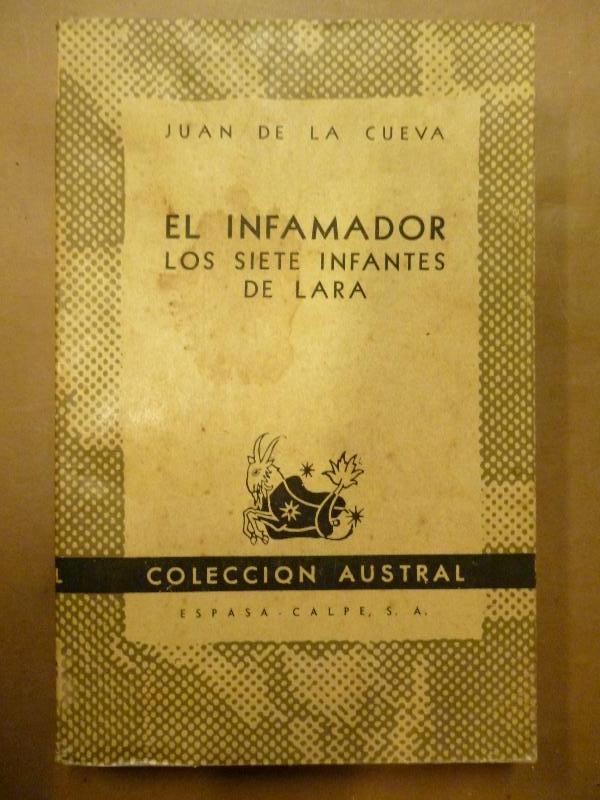 JUAN DE LA CUEVA
EL INFAMADOR
LOS SIETE INFANTES
DE LARA
L
COLECCION AUSTRAL
ESPASA - CALPE, S. A.